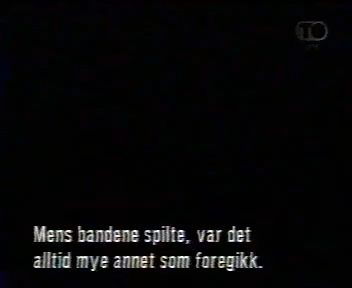 Mens bandene spilte, var det
alltid mye annet som foregikk.